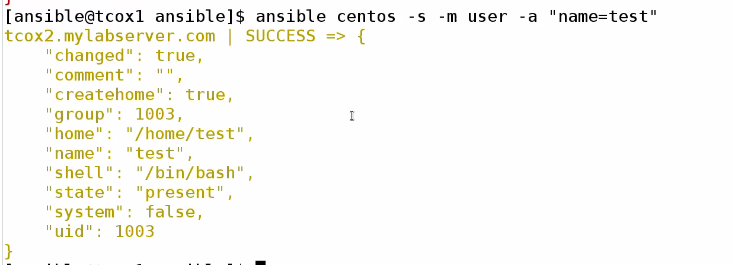 }
[ansible@tcox1 ansible]$ ansible centos -s -m user -a "name=test"
tcox2.mylabserver.com | SUCCESS => {
    "changed": true,
    "comment": "",
    "createhome": true,
    "group": 1003,
    "home": "/home/test",
    "name": "test",
    "shell": "/bin/bash",
    "state": "present",
    "system": false,
    "uid": 1003
}